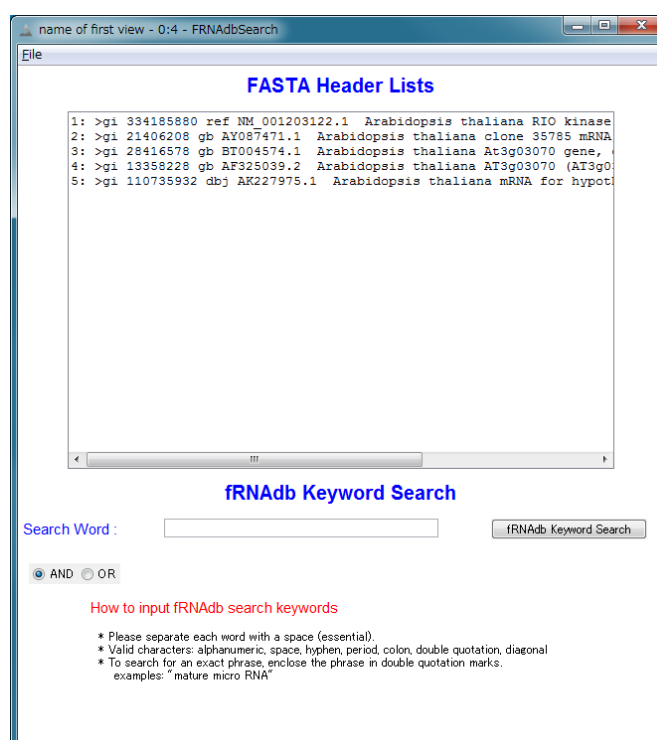 name of first view - 0:4 - FRNAdbSearch
File
FASTA Header Lists
1: >gi 334185880 ref NM_001203122.1  Arabidopsis thaliana RIO kinase
2: >gi 21406208 gb AY087471.1  Arabidopsis thaliana clone 35785 mRNA
3: >gi 28416578 gb BT004574.1  Arabidopsis thaliana At3g03070 gene,
4: >gi 13358228 gb AF325039.2  Arabidopsis thaliana AT3g03070 (AT3g0
5: >gi 110735932 dbj AK227975.1  Arabidopsis thaliana mRNA for hypot
fRNAdb Keyword Search
Search Word :
fRNAdb Keyword Search
AND OR
How to input fRNAdb search keywords
* Please separate each word with a space (essential).
* Valid characters: alphanumeric, space, hyphen, period, colon, double quotation, diagonal
* To search for an exact phrase, enclose the phrase in double quotation marks.
examples: "mature micro RNA"